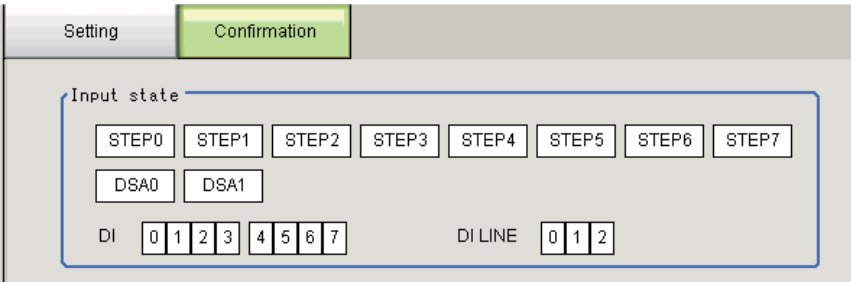 Setting Confirmation
Input state
STEP0 STEP1 STEP2 STEP3 STEP4 STEP5 STEP6 STEP7
DSA0 DSA1
DI 0 1 2 3 4 5 6 7 DI LINE 0 1 2